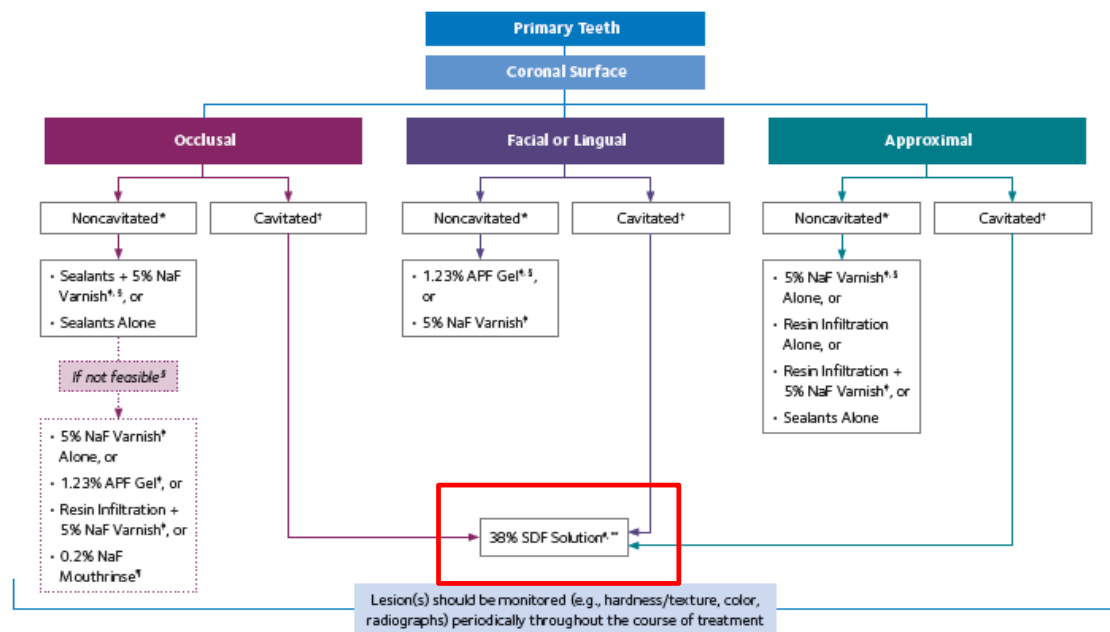 Primary Teeth
Coronal Surface
Occlusal
Facial or Lingual
Approximal
Noncavitated*
Cavitated†
Noncavitated*
Cavitated†
Noncavitated*
Cavitated†
• Sealants + 5% NaF
Varnish‡,§, or
• Sealants Alone
• 1.23% APF Gel‡,§,
or
• 5% NaF Varnish‡
• 5% NaF Varnish‡,§
Alone, or
• Resin Infiltration
Alone, or
• Resin Infiltration +
5% NaF Varnish‡, or
• Sealants Alone
If not feasible§
• 5% NaF Varnish‡
Alone, or
• 1.23% APF Gel‡, or
• Resin Infiltration +
5% NaF Varnish‡, or
• 0.2% NaF
Mouthrinse¶
38% SDF Solution#,**
Lesion(s) should be monitored (e.g., hardness/texture, color,
radiographs) periodically throughout the course of treatment